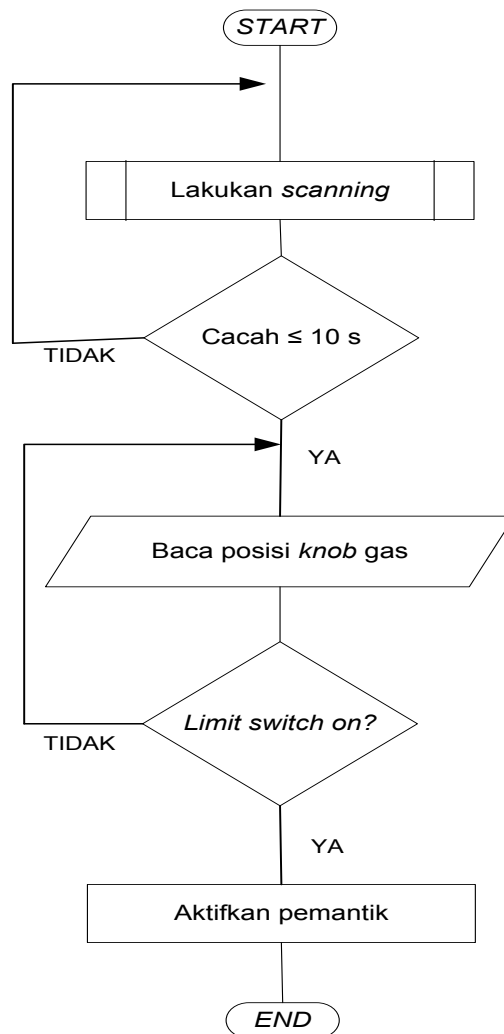 START
Lakukan scanning
Cacah ≤ 10 s
TIDAK
YA
Baca posisi knob gas
Limit switch on?
TIDAK
YA
Aktifkan pemantik
END